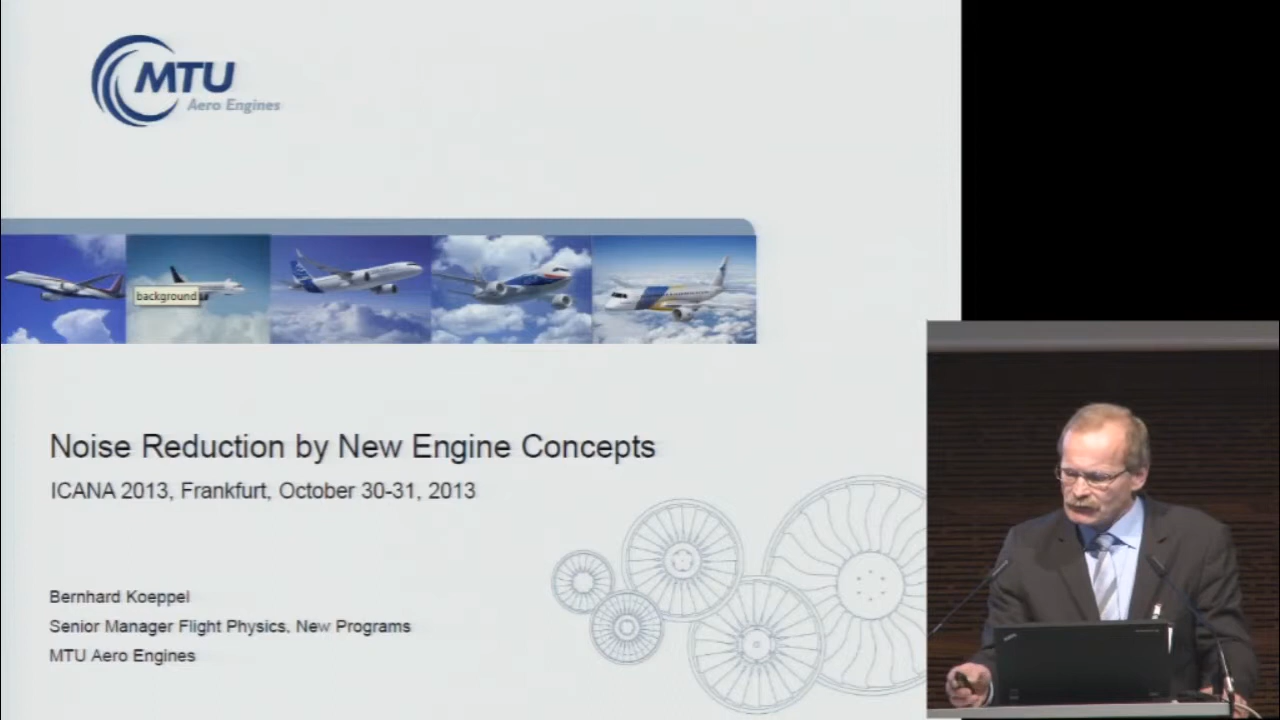 MTU
Aero Engines
background
Noise Reduction by New Engine Concepts
ICANA 2013, Frankfurt, October 30-31, 2013
Bernhard Koeppel
Senior Manager Flight Physics, New Programs
MTU Aero Engines